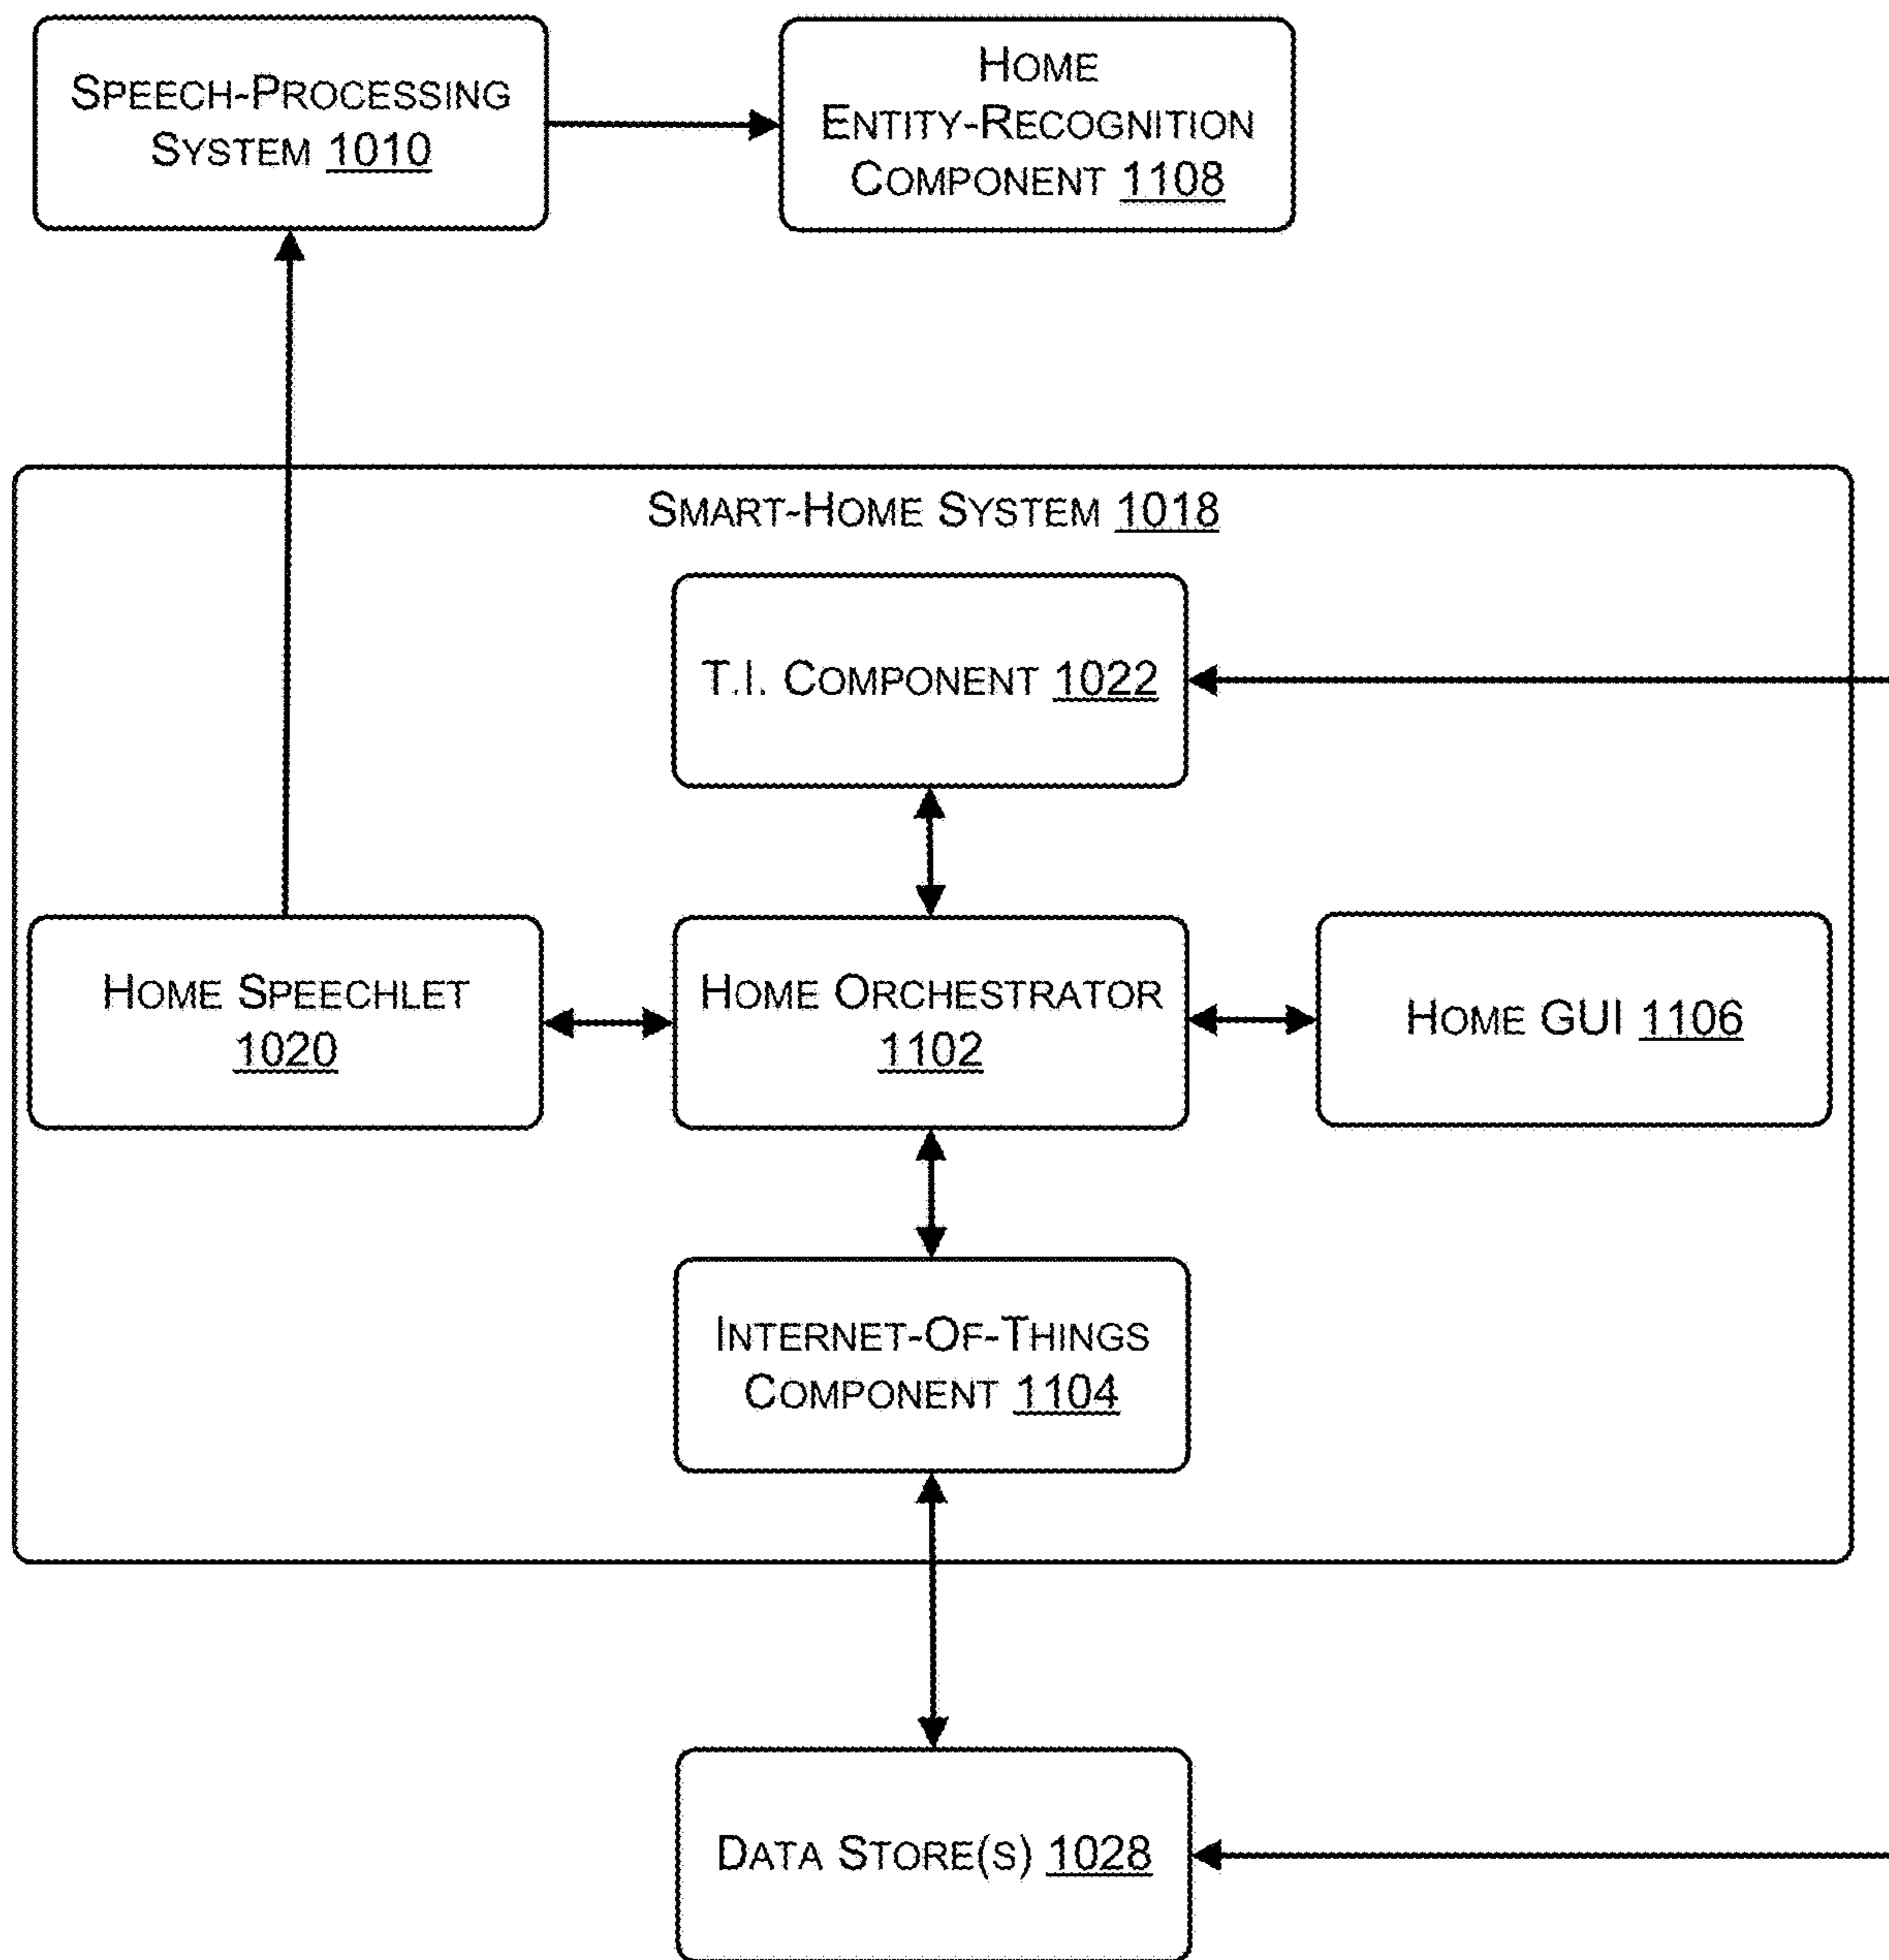 SPEECH-PROCESSING
SYSTEM 1010
HOME
ENTITY-RECOGNITION
COMPONENT 1108
SMART-HOME SYSTEM 1018
T.I. COMPONENT 1022
HOME SPEECHLET
1020
HOME ORCHESTRATOR
1102
HOME GUI 1106
INTERNET-OF-THINGS
COMPONENT 1104
DATA STORE(S) 1028